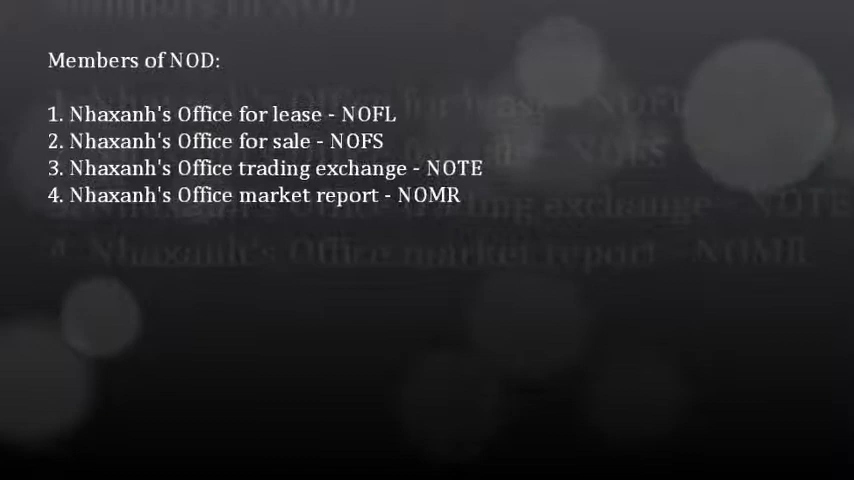 Members of NOD:
1. Nhaxanh's Office for lease - NOFL
2. Nhaxanh's Office for sale - NOFS
3. Nhaxanh's Office trading exchange - NOTE
4. Nhaxanh's Office market report - NOMR